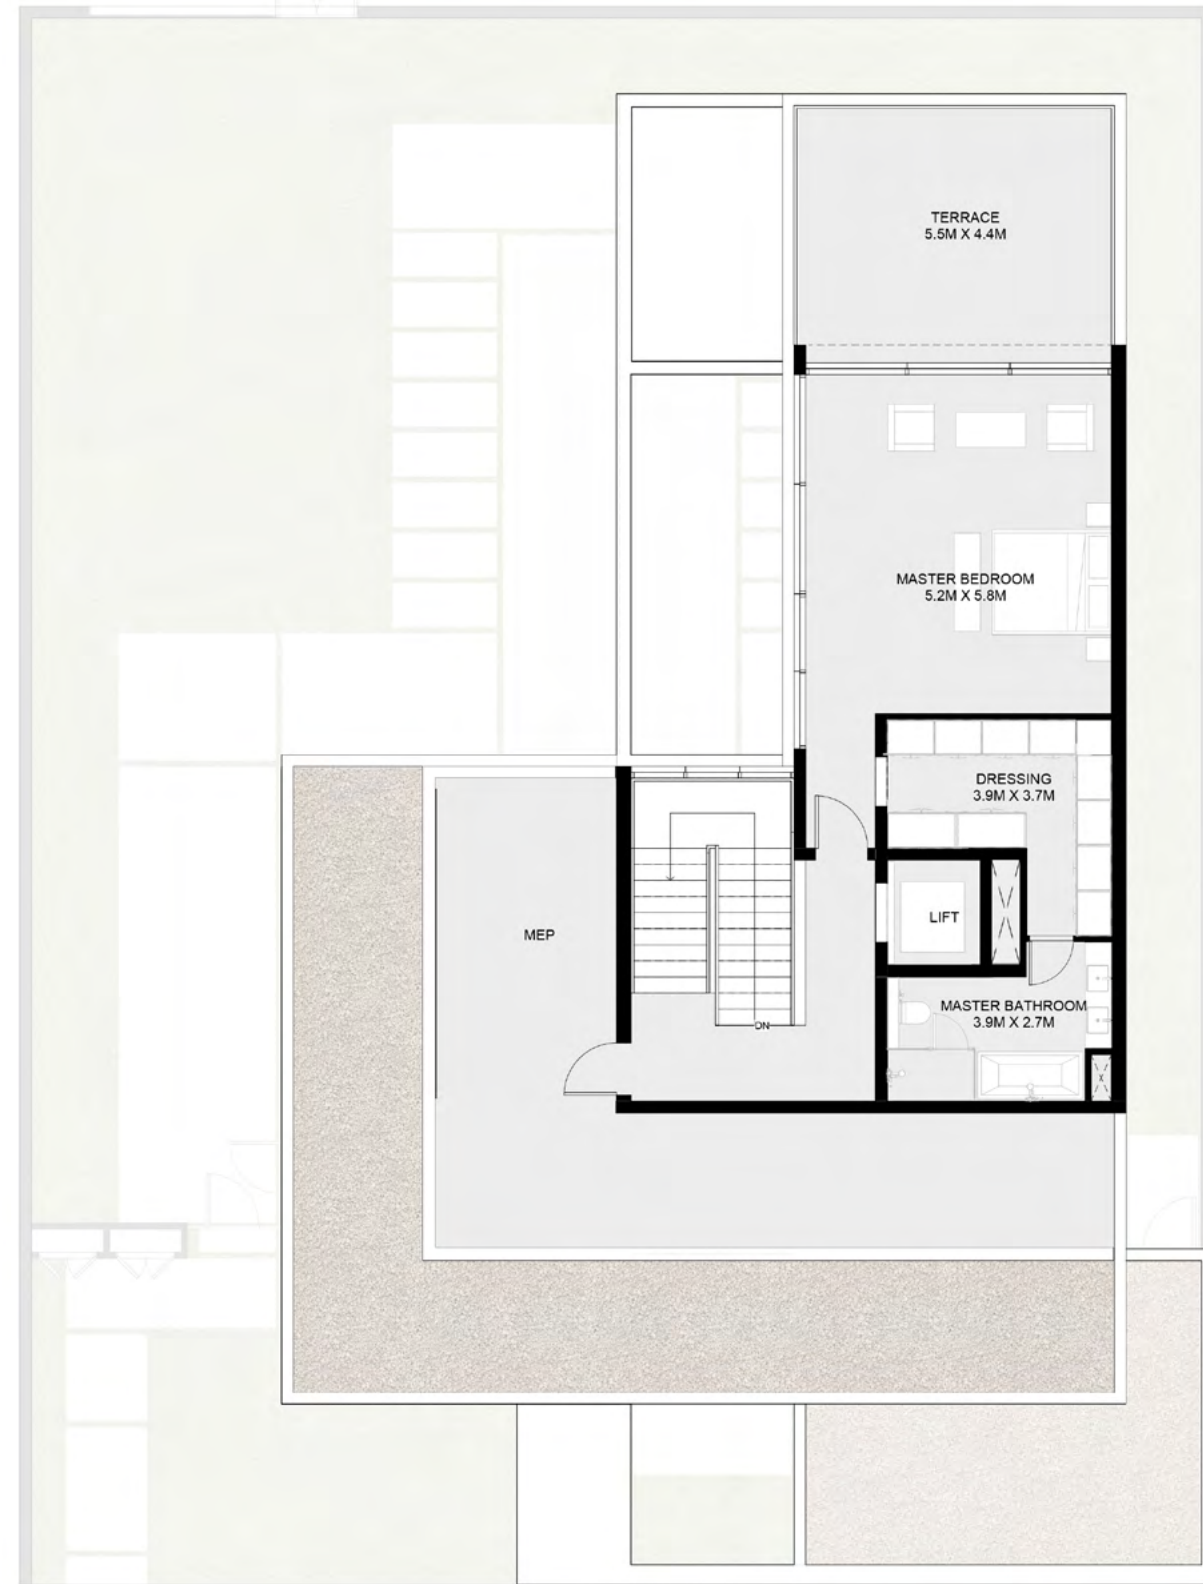 TERRACE
5.5M X 4.4M
MASTER BEDROOM
5.2M X 5.8M
DRESSING
3.9M X 3.7M
LIFT
MEP
MASTER BATHROOM
3.9M X 2.7M
DN